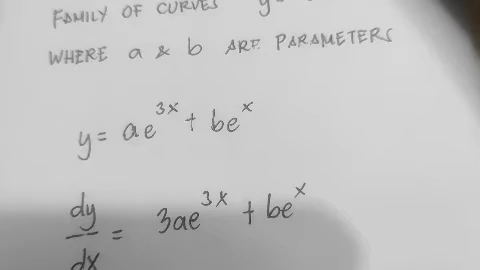 FAMILY OF CURVES y=
WHERE a & b ARE PARAMETERS
y = ae^{3x} + be^{x}
dy/dx = 3ae^{3x} + be^{x}